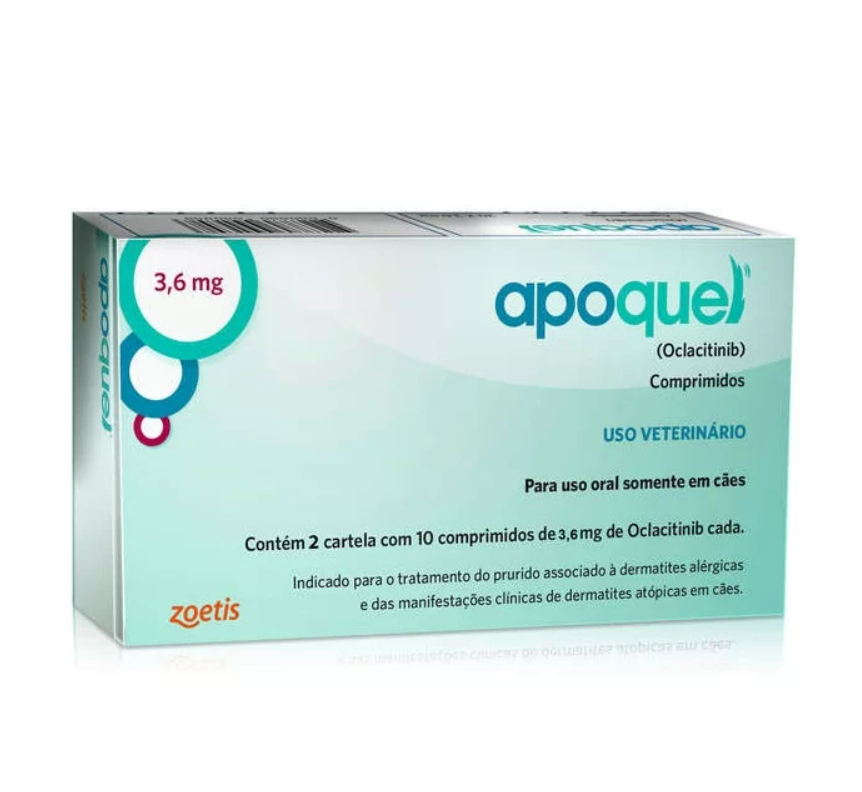 3,6 mg
apoquel
(Oclacitinib)
Comprimidos
USO VETERINÁRIO
Para uso oral somente em cães
Contém 2 cartela com 10 comprimidos de 3,6 mg de Oclacitinib cada.
Indicado para o tratamento do prurido associado à dermatites alérgicas
e das manifestações clínicas de dermatites atópicas em cães.
zoetis
apoquel
apoquel